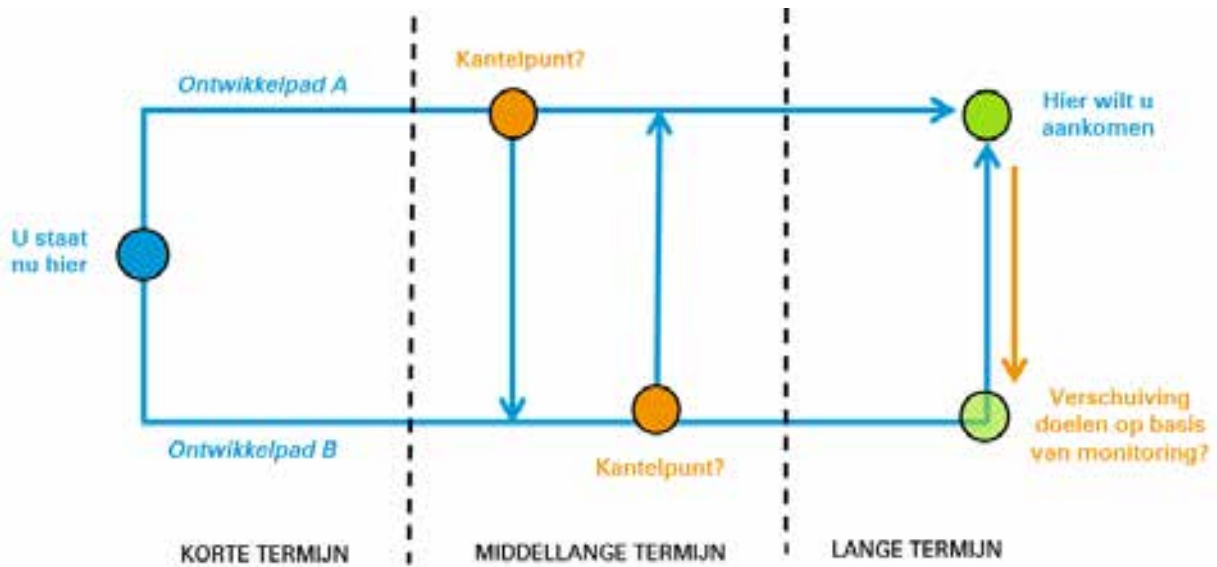 Kantelpunt?
Ontwikkelpad A
Hier wilt u
aankomen
U staat
nu hier
Verschuiving
doelen op basis
van monitoring?
Ontwikkelpad B
Kantelpunt?
KORTE TERMIJN
MIDDELLANGE TERMIJN
LANGE TERMIJN